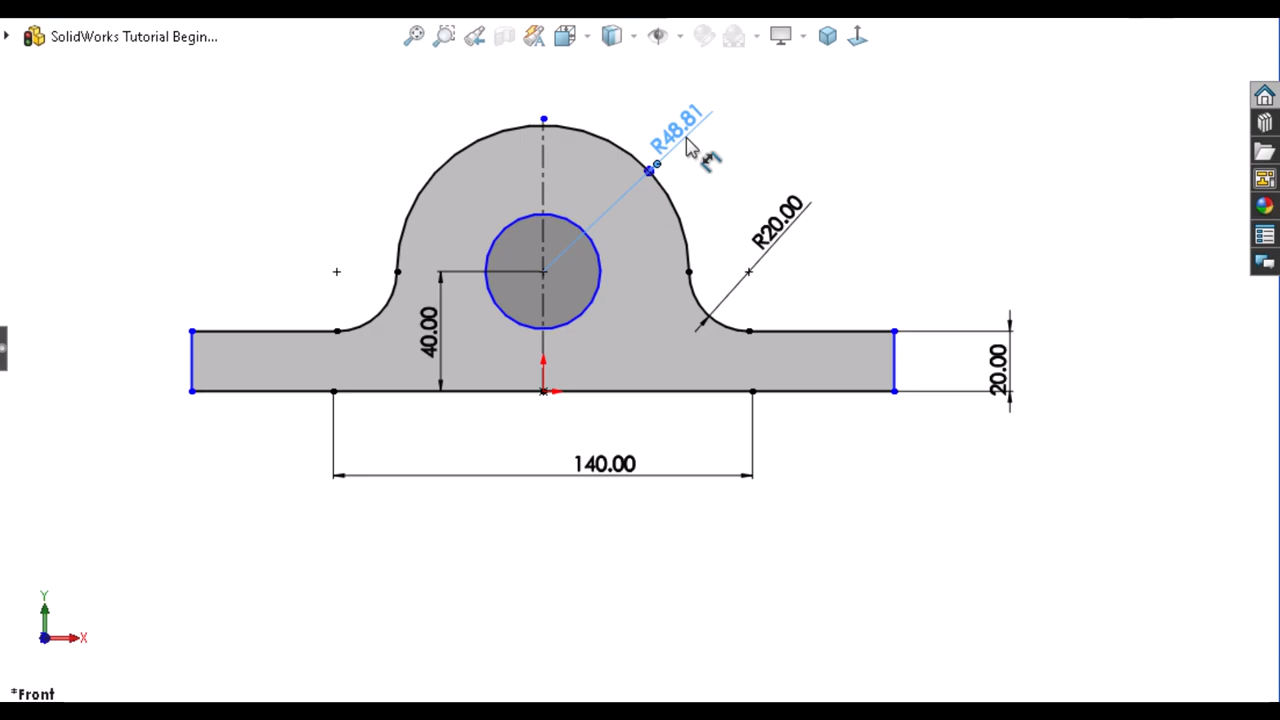 SolidWorks Tutorial Begin...
R48.81
R20.00
40.00
20.00
140.00
Y
X
*Front